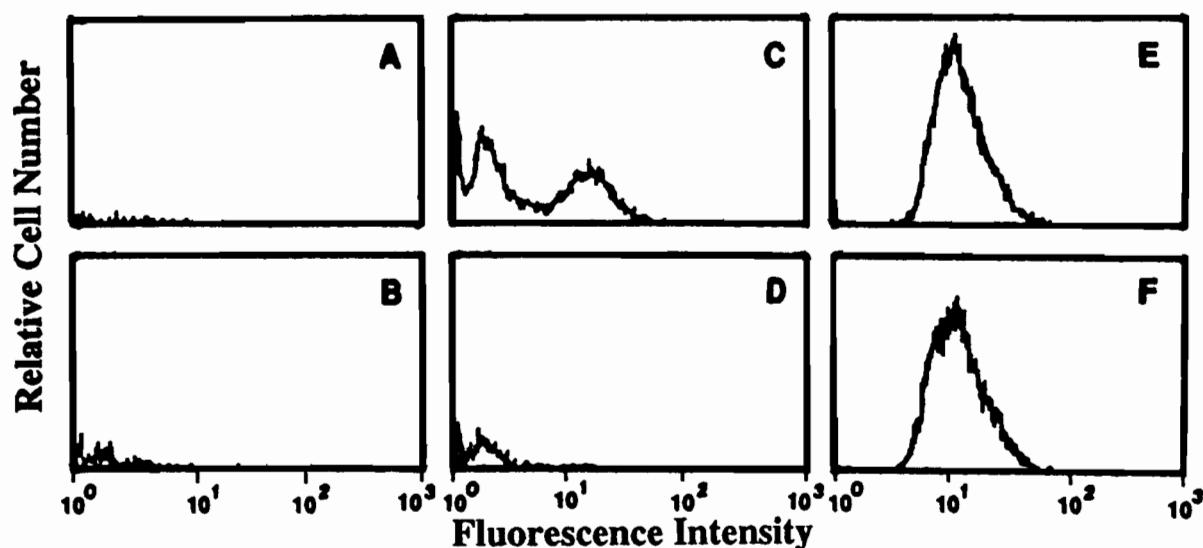 Relative Cell Number
A
C
E
B
D
F
10⁰ 10¹ 10² 10³
10⁰ 10¹ 10² 10³
10⁰ 10¹ 10² 10³
Fluorescence Intensity